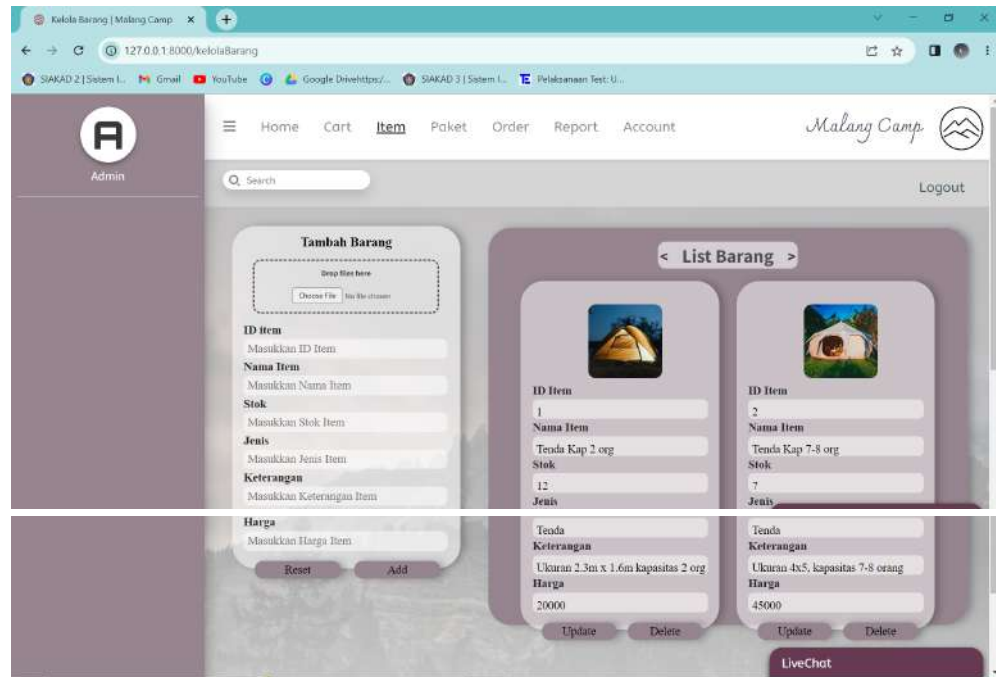 Kelola Barang | Malang Camp
127.0.0.1:8000/kelolaBarang
SIAKAD 2 | Sistem I... Gmail YouTube Google Drivehttps:/... SIAKAD 3 | Sistem I... Pelaksanaan Test: U...
A
Admin
Home Cart Item Paket Order Report Account
Malang Camp
Search
Logout
Tambah Barang
Drop files here
Choose File No file chosen
ID item
Masukkan ID Item
Nama Item
Masukkan Nama Item
Stok
Masukkan Stok Item
Jenis
Masukkan Jenis Item
Keterangan
Masukkan Keterangan Item
Harga
Masukkan Harga Item
Reset Add
< List Barang >
ID Item
1
Nama Item
Tenda Kap 2 org
Stok
12
Jenis
Tenda
Keterangan
Ukuran 2.3m x 1.6m kapasitas 2 org
Harga
20000
Update Delete
ID Item
2
Nama Item
Tenda Kap 7-8 org
Stok
7
Jenis
Tenda
Keterangan
Ukuran 4x5, kapasitas 7-8 orang
Harga
45000
Update Delete
LiveChat